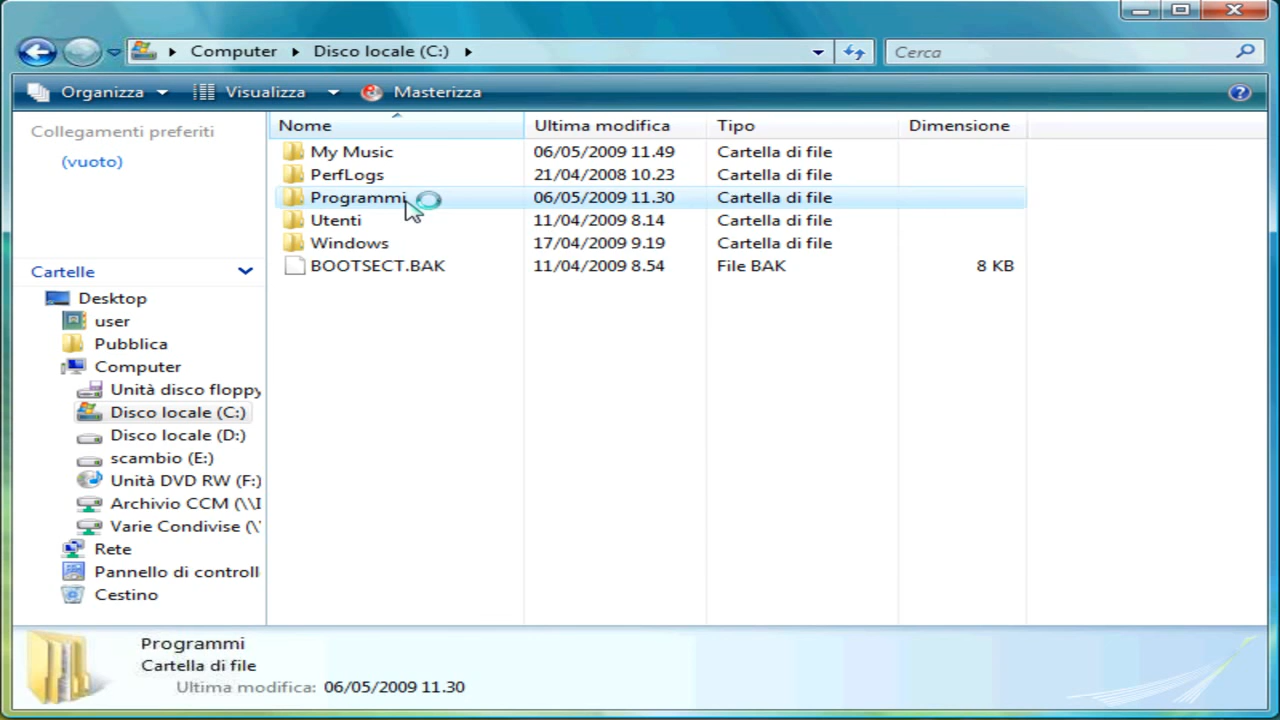 Computer Disco locale (C:) Cerca
Organizza Visualizza Masterizza
Collegamenti preferiti
(vuoto)
Cartelle
Desktop
user
Pubblica
Computer
Unità disco floppy
Disco locale (C:)
Disco locale (D:)
scambio (E:)
Unità DVD RW (F:)
Archivio CCM (\\I
Varie Condivise (\'
Rete
Pannello di controll
Cestino
Nome Ultima modifica Tipo Dimensione
My Music 06/05/2009 11.49 Cartella di file
PerfLogs 21/04/2008 10.23 Cartella di file
Programmi 06/05/2009 11.30 Cartella di file
Utenti 11/04/2009 8.14 Cartella di file
Windows 17/04/2009 9.19 Cartella di file
BOOTSECT.BAK 11/04/2009 8.54 File BAK 8 KB
Programmi
Cartella di file
Ultima modifica: 06/05/2009 11.30